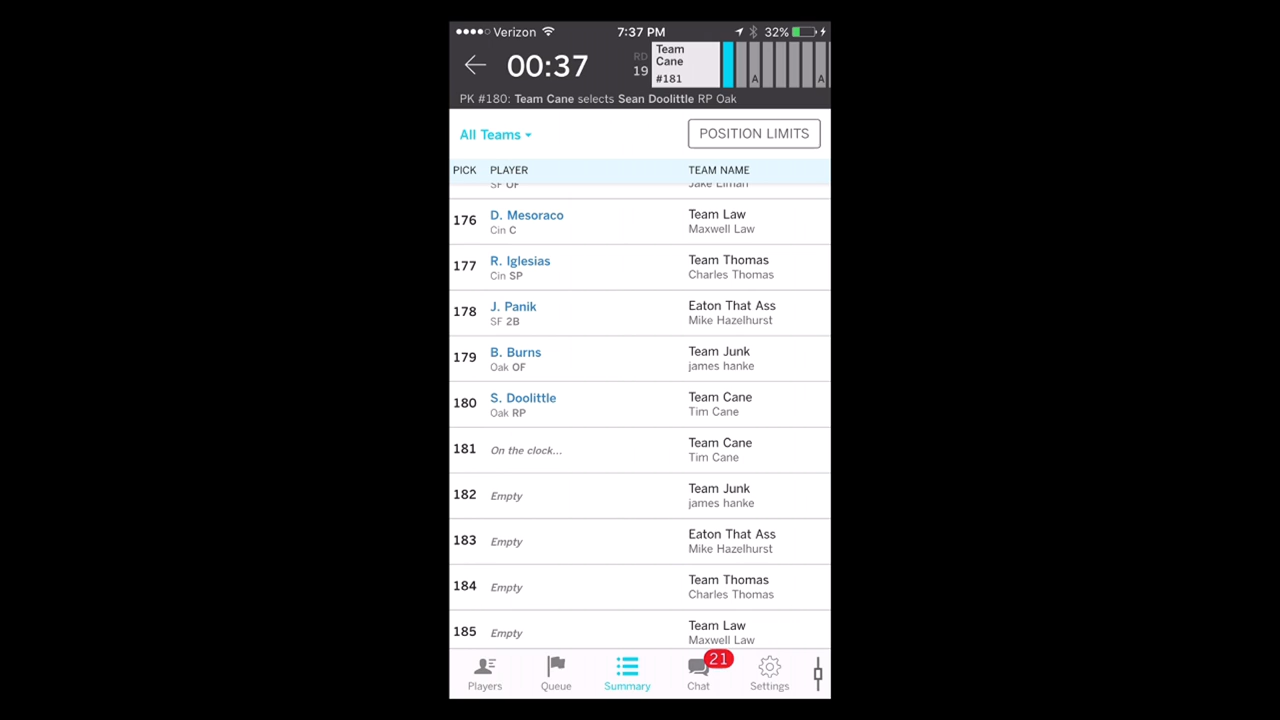 Verizon 7:37 PM 32%
00:37 RD 19 Team Cane #181 A A
PK #180: Team Cane selects Sean Doolittle RP Oak
All Teams POSITION LIMITS
PICK PLAYER TEAM NAME
SF OF Jake Elman
176 D. Mesoraco Team Law
Cin C Maxwell Law
177 R. Iglesias Team Thomas
Cin SP Charles Thomas
178 J. Panik Eaton That Ass
SF 2B Mike Hazelhurst
179 B. Burns Team Junk
Oak OF james hanke
180 S. Doolittle Team Cane
Oak RP Tim Cane
181 On the clock... Team Cane
Tim Cane
182 Empty Team Junk
james hanke
183 Empty Eaton That Ass
Mike Hazelhurst
184 Empty Team Thomas
Charles Thomas
185 Empty Team Law
Maxwell Law
21
Players Queue Summary Chat Settings